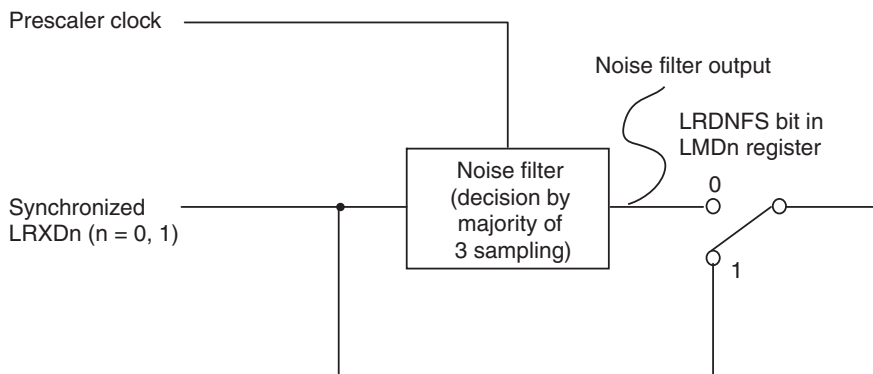 Prescaler clock
Noise filter output
LRDNFS bit in
LMDn register
Noise filter
(decision by
majority of
3 sampling)
0
Synchronized
LRXDn (n = 0, 1)
1